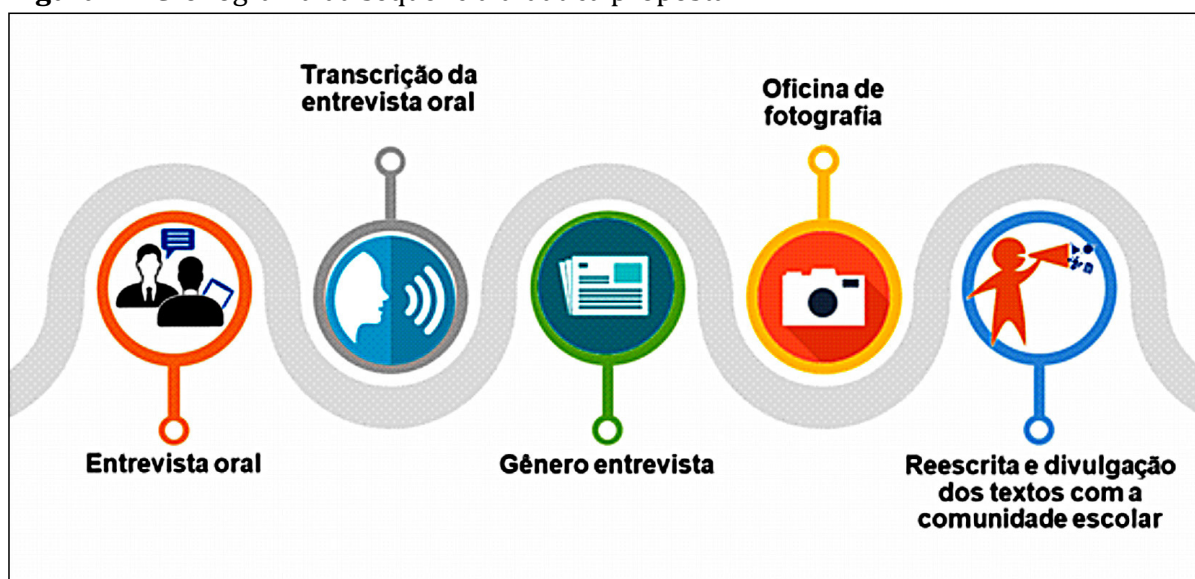 Transcrição da
entrevista oral
Oficina de
fotografia
Entrevista oral
Gênero entrevista
Reescrita e divulgação
dos textos com a
comunidade escolar